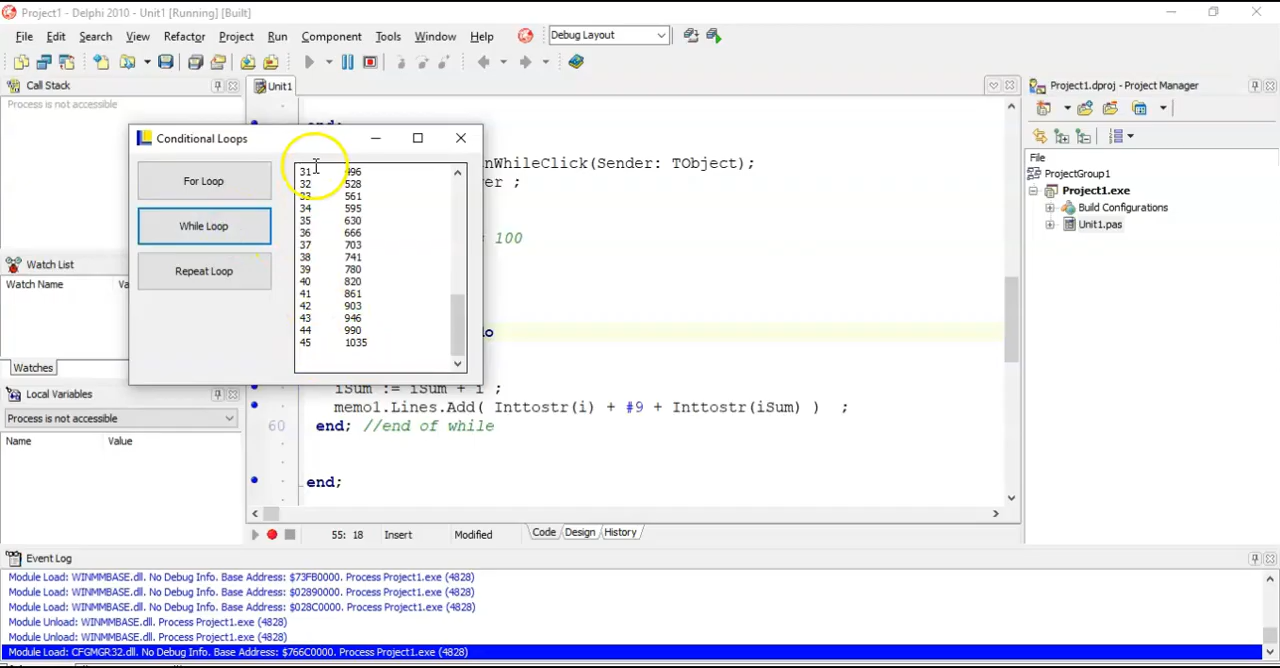 Project1 - Delphi 2010 - Unit1 [Running] [Built]
File Edit Search View Refactor Project Run Component Tools Window Help
Debug Layout
Call Stack
Process is not accessible
Unit1
Project1.dproj - Project Manager
File
ProjectGroup1
Project1.exe
Build Configurations
Unit1.pas
Conditional Loops
For Loop
While Loop
Repeat Loop
31 496
32 528
33 561
34 595
35 630
36 666
37 703
38 741
39 780
40 820
41 861
42 903
43 946
44 990
45 1035
end;
nWhileClick(Sender: TObject);
er ;
= 100
iSum := iSum + i ;
memo1.Lines.Add( Inttostr(i) + #9 + Inttostr(iSum) ) ;
60 end; //end of while
end;
Watch List
Watch Name Va
Watches
Local Variables
Process is not accessible
Name Value
55: 18 Insert Modified Code Design History
Event Log
Module Load: WINMMBASE.dll. No Debug Info. Base Address: $73FB0000. Process Project1.exe (4828)
Module Load: WINMMBASE.dll. No Debug Info. Base Address: $02890000. Process Project1.exe (4828)
Module Load: WINMMBASE.dll. No Debug Info. Base Address: $028C0000. Process Project1.exe (4828)
Module Unload: WINMMBASE.dll. Process Project1.exe (4828)
Module Unload: WINMMBASE.dll. Process Project1.exe (4828)
Module Load: CFGMGR32.dll. No Debug Info. Base Address: $766C0000. Process Project1.exe (4828)